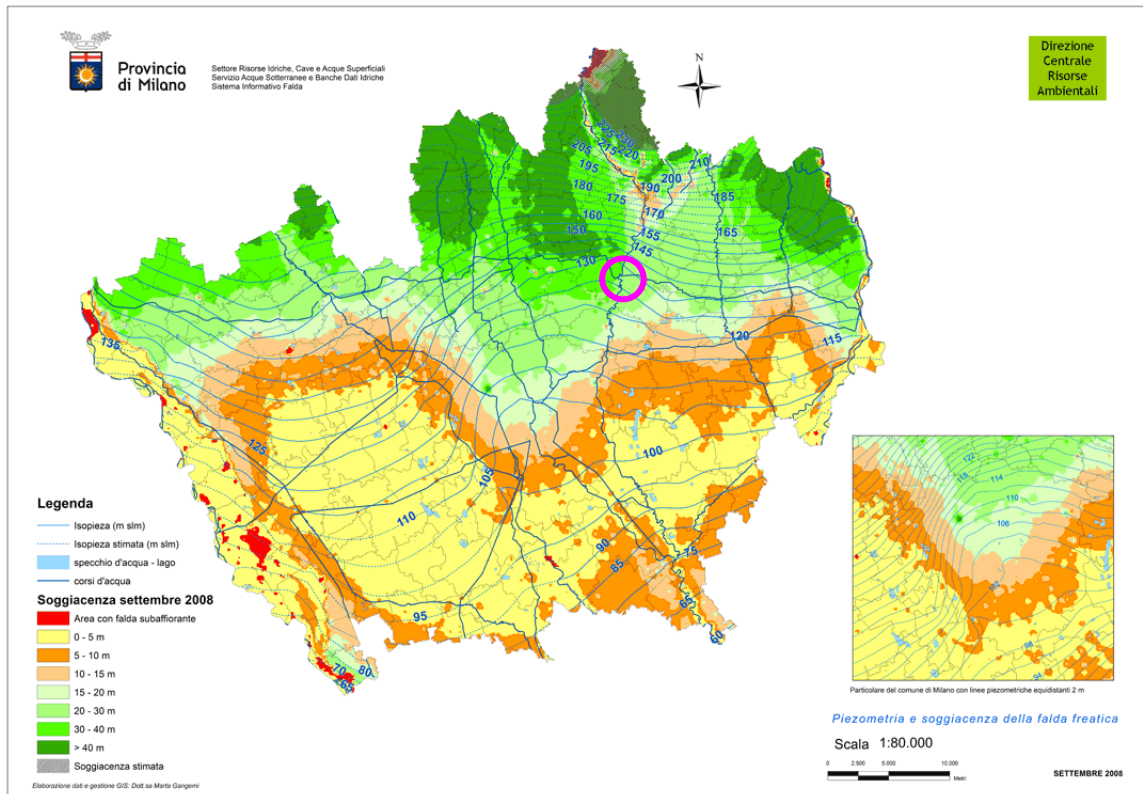 Provincia
di Milano
Settore Risorse Idriche, Cave e Acque Superficiali
Servizio Acque Sotterranee e Banche Dati Idriche
Sistema Informativo Falda
N
Direzione
Centrale
Risorse
Ambientali
225
230
205
215
220
210
195
200
180
175
190
185
160
170
150
155
165
145
130
135
120
115
125
100
105
110
90
85
75
95
65
60
70
80
265
122
118
114
110
106
98
94
Legenda
Isopieza (m slm)
Isopieza stimata (m slm)
specchio d'acqua - lago
corsi d'acqua
Soggiacenza settembre 2008
Area con falda subaffiorante
0 - 5 m
5 - 10 m
10 - 15 m
15 - 20 m
20 - 30 m
30 - 40 m
> 40 m
Soggiacenza stimata
Elaborazione dati e gestione GIS: Dott.sa Marta Gangemi
Particolare del comune di Milano con linee piezometriche equidistanti 2 m
Piezometria e soggiacenza della falda freatica
Scala 1:80.000
0 2.500 5.000 10.000
Metri
SETTEMBRE 2008